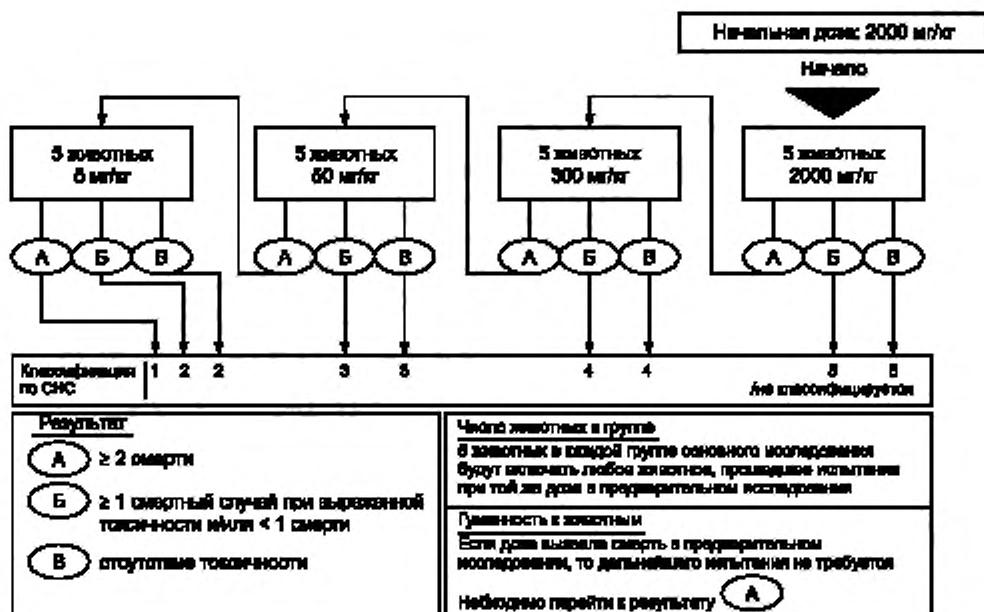 Начальная доза: 2000 мг/кг
Начало
5 животных
5 мг/кг
5 животных
50 мг/кг
5 животных
300 мг/кг
5 животных
2000 мг/кг
А Б В А Б В А Б В А Б В
Классификация по СНС
1 2 2 3 3 4 4 5 5
/не классифицируется
Результат
А ≥ 2 смерти
Б ≥ 1 смертный случай при выраженной
токсичности и/или < 1 смерти
В отсутствие токсичности
Число животных в группе
5 животных в каждой группе основного исследования
будут включать любое животное, прошедшее испытание
при той же дозе в предварительном исследовании
Гуманность к животным
Если доза вызвала смерть в предварительном
исследовании, то дальнейшего испытания не требуется
Необходимо перейти к результату А